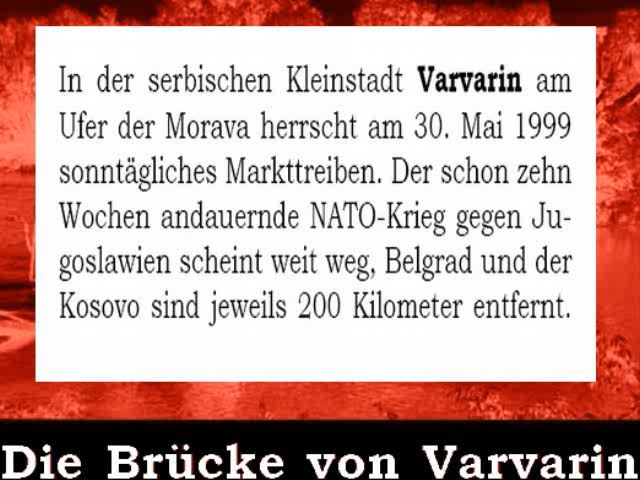 In der serbischen Kleinstadt Varvarin am
Ufer der Morava herrscht am 30. Mai 1999
sonntägliches Markttreiben. Der schon zehn
Wochen andauernde NATO-Krieg gegen Ju-
goslawien scheint weit weg, Belgrad und der
Kosovo sind jeweils 200 Kilometer entfernt.
Die Brücke von Varvarin